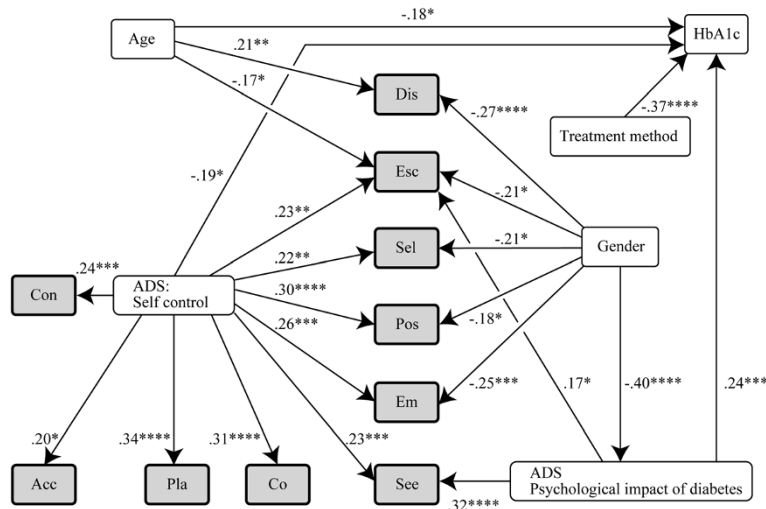 -.18*
Age
HbA1c
.21**
-.17*
Dis
-.27****
-.37****
Treatment method
-.19*
Esc
-.21*
.23**
.22**
Sel
-.21*
Gender
.24***
Con
ADS:
Self control
.30****
Pos
-.18*
.26***
Em
-.25***
.17*
-.40****
.24***
.20*
.34****
.31****
.23***
Acc
Pla
Co
See
.32****
ADS
Psychological impact of diabetes